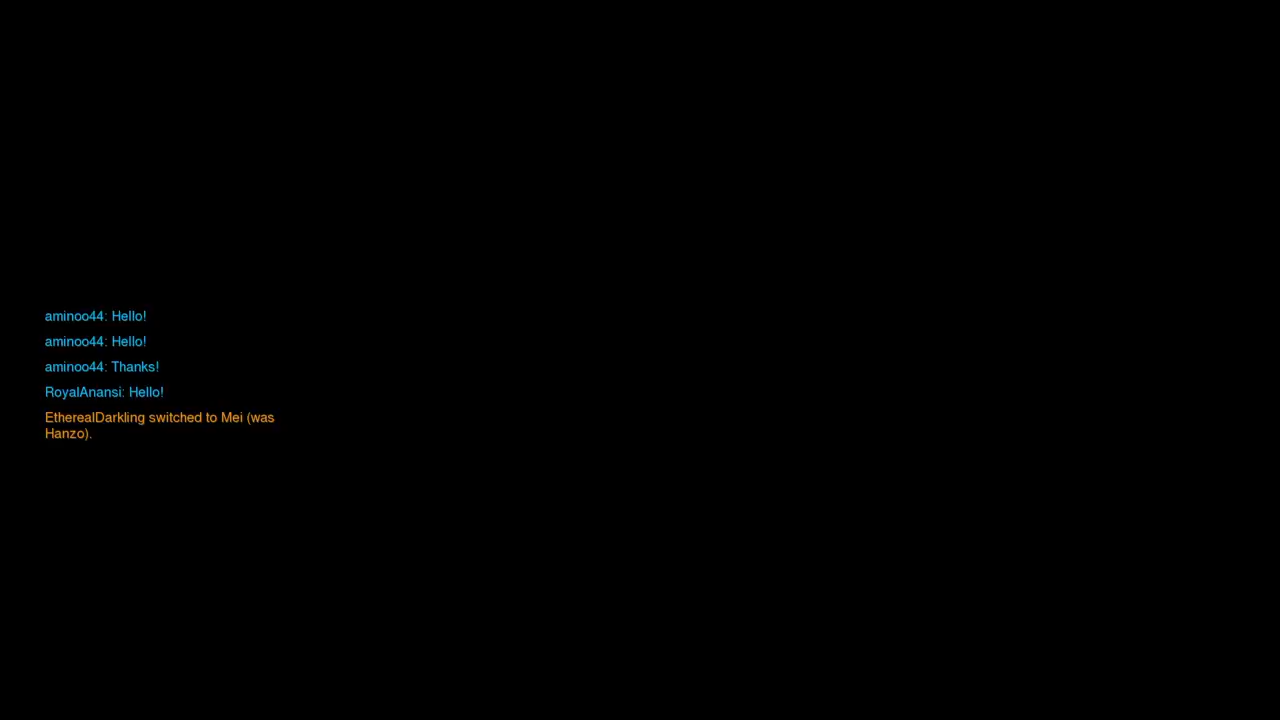 aminoo44: Hello!
aminoo44: Hello!
aminoo44: Thanks!
RoyalAnansi: Hello!
EtherealDarkling switched to Mei (was
Hanzo).